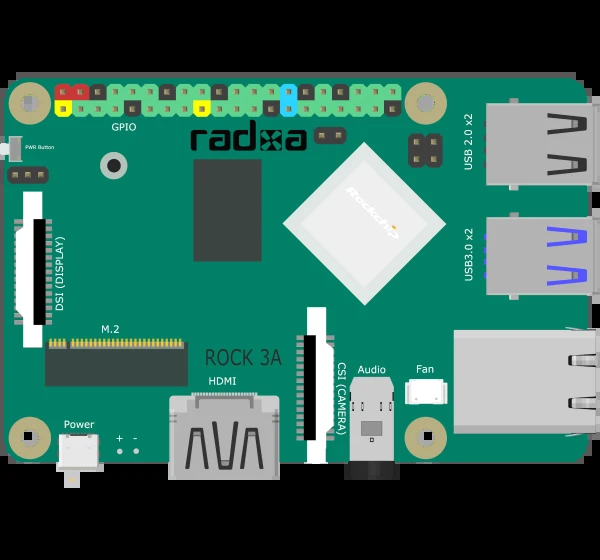 GPIO
radxa
PWR Button
USB 2.0 x2
Rockchip
USB3.0 x2
DSI (DISPLAY)
M.2
ROCK 3A
HDMI
CSI (CAMERA)
Audio
Fan
Power
+ -